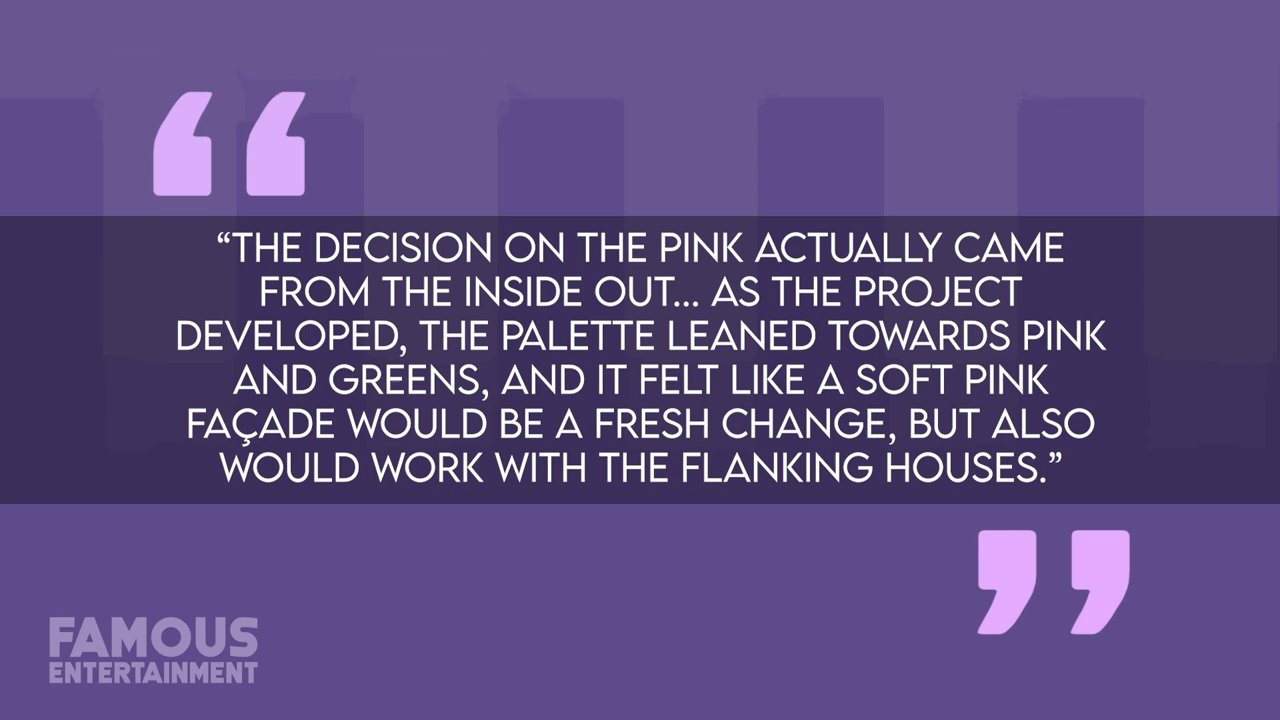 “THE DECISION ON THE PINK ACTUALLY CAME
FROM THE INSIDE OUT... AS THE PROJECT
DEVELOPED, THE PALETTE LEANED TOWARDS PINK
AND GREENS, AND IT FELT LIKE A SOFT PINK
FAÇADE WOULD BE A FRESH CHANGE, BUT ALSO
WOULD WORK WITH THE FLANKING HOUSES.”
FAMOUS
ENTERTAINMENT